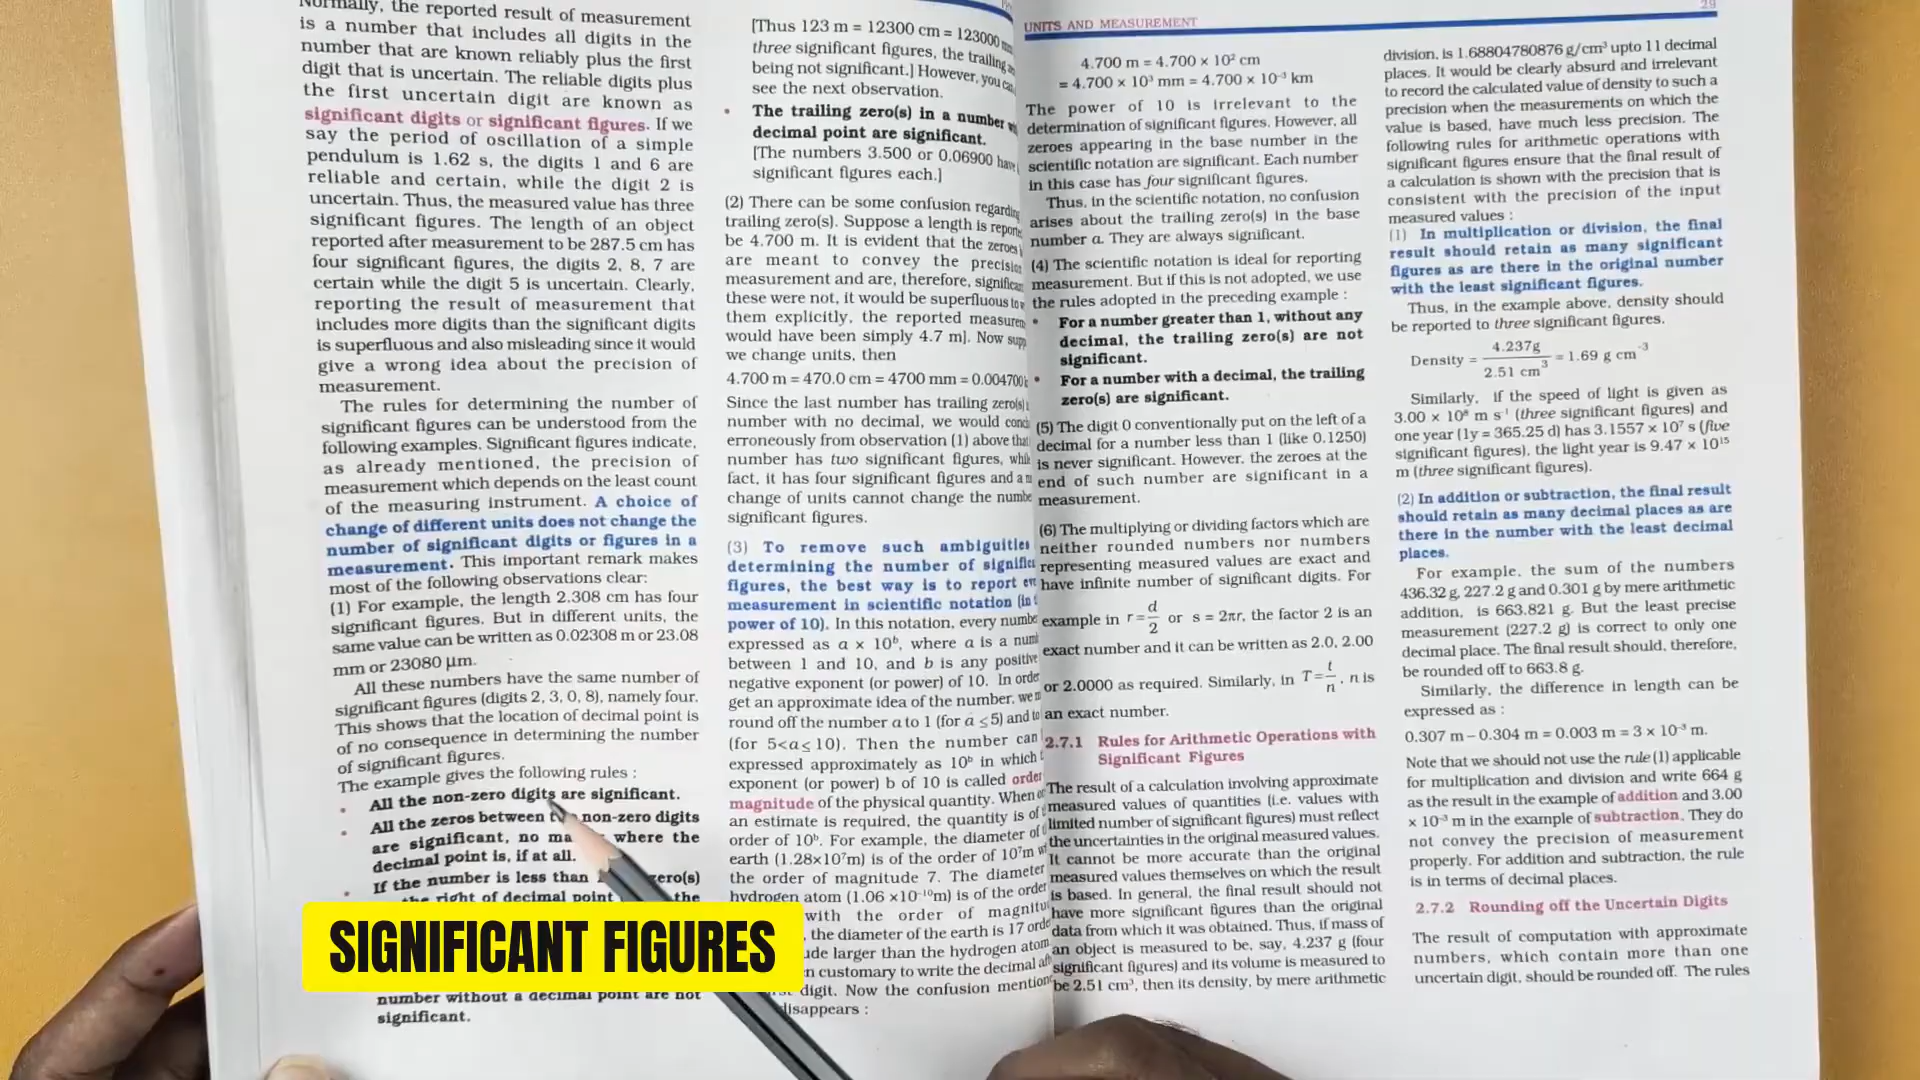 Normally, the reported result of measurement
is a number that includes all digits in the
number that are known reliably plus the first
digit that is uncertain. The reliable digits plus
the first uncertain digit are known as
significant digits or significant figures. If we
say the period of oscillation of a simple
pendulum is 1.62 s, the digits 1 and 6 are
reliable and certain, while the digit 2 is
uncertain. Thus, the measured value has three
significant figures. The length of an object
reported after measurement to be 287.5 cm has
four significant figures, the digits 2, 8, 7 are
certain while the digit 5 is uncertain. Clearly,
reporting the result of measurement that
includes more digits than the significant digits
is superfluous and also misleading since it would
give a wrong idea about the precision of
measurement.
The rules for determining the number of
significant figures can be understood from the
following examples. Significant figures indicate,
as already mentioned, the precision of
measurement which depends on the least count
of the measuring instrument. A choice of
change of different units does not change the
number of significant digits or figures in a
measurement. This important remark makes
most of the following observations clear:
(1) For example, the length 2.308 cm has four
significant figures. But in different units, the
same value can be written as 0.02308 m or 23.08
mm or 23080 μm.
All these numbers have the same number of
significant figures (digits 2, 3, 0, 8), namely four.
This shows that the location of decimal point is
of no consequence in determining the number
of significant figures.
The example gives the following rules :
• All the non-zero digits are significant.
• All the zeros between non-zero digits
are significant, no where the
decimal point is, if at all.
• If the number is less than
right of decimal point the
SIGNIFICANT FIGURES
number without a decimal point are not
significant.
[Thus 123 m = 12300 cm = 123000
three significant figures, the trailing
being not significant.] However, you
see the next observation.
• The trailing zero(s) in a number
decimal point are significant.
[The numbers 3.500 or 0.06900 have
significant figures each.]
(2) There can be some confusion regarding
trailing zero(s). Suppose a length is
be 4.700 m. It is evident that the zeroes
are meant to convey the precision
measurement and are, therefore,
these were not, it would be superfluous to
them explicitly, the reported
would have been simply 4.7 m]. Now
we change units, then
4.700 m = 470.0 cm = 4700 mm = 0.004700
Since the last number has trailing zero(s)
number with no decimal, we would
erroneously from observation (1) above that
number has two significant figures,
fact, it has four significant figures and a
change of units cannot change the
significant figures.
(3) To remove such ambiguities
determining the number of
figures, the best way is to report
measurement in scientific notation (in
power of 10). In this notation, every
expressed as a × 10ᵇ, where a is a
between 1 and 10, and b is any positive
negative exponent (or power) of 10. In order
get an approximate idea of the number, we
round off the number a to 1 (for a ≤ 5) and to
(for 5<a≤ 10). Then the number can
expressed approximately as 10ᵇ in which
exponent (or power) b of 10 is called order
magnitude of the physical quantity. When
an estimate is required, the quantity is of
order of 10ᵇ. For example, the diameter of
earth (1.28×10⁷m) is of the order of 10⁷m
the order of magnitude 7. The diameter
hydrogen atom (1.06 ×10⁻¹⁰m) is of the order
with the order of
, the diameter of the earth is 17
larger than the hydrogen atom.
customary to write the decimal
digit. Now the confusion
disappears :
UNITS AND MEASUREMENT 29
4.700 m = 4.700 × 10² cm
= 4.700 × 10³ mm = 4.700 × 10⁻³ km
The power of 10 is irrelevant to the
determination of significant figures. However, all
zeroes appearing in the base number in the
scientific notation are significant. Each number
in this case has four significant figures.
Thus, in the scientific notation, no confusion
arises about the trailing zero(s) in the base
number a. They are always significant.
(4) The scientific notation is ideal for reporting
measurement. But if this is not adopted, we use
the rules adopted in the preceding example :
• For a number greater than 1, without any
decimal, the trailing zero(s) are not
significant.
• For a number with a decimal, the trailing
zero(s) are significant.
(5) The digit 0 conventionally put on the left of a
decimal for a number less than 1 (like 0.1250)
is never significant. However, the zeroes at the
end of such number are significant in a
measurement.
(6) The multiplying or dividing factors which are
neither rounded numbers nor numbers
representing measured values are exact and
have infinite number of significant digits. For
example in r = d/2 or s = 2πr, the factor 2 is an
exact number and it can be written as 2.0, 2.00
or 2.0000 as required. Similarly, in T = t/n, n is
an exact number.
2.7.1 Rules for Arithmetic Operations with
Significant Figures
The result of a calculation involving approximate
measured values of quantities (i.e. values with
limited number of significant figures) must reflect
the uncertainties in the original measured values.
It cannot be more accurate than the original
measured values themselves on which the result
is based. In general, the final result should not
have more significant figures than the original
data from which it was obtained. Thus, if mass of
an object is measured to be, say, 4.237 g (four
significant figures) and its volume is measured to
be 2.51 cm³, then its density, by mere arithmetic
division, is 1.68804780876 g/cm³ upto 11 decimal
places. It would be clearly absurd and irrelevant
to record the calculated value of density to such a
precision when the measurements on which the
value is based, have much less precision. The
following rules for arithmetic operations with
significant figures ensure that the final result of
a calculation is shown with the precision that is
consistent with the precision of the input
measured values :
(1) In multiplication or division, the final
result should retain as many significant
figures as are there in the original number
with the least significant figures.
Thus, in the example above, density should
be reported to three significant figures.
Density = 4.237g / 2.51 cm³ = 1.69 g cm⁻³
Similarly, if the speed of light is given as
3.00 × 10⁸ m s⁻¹ (three significant figures) and
one year (1y = 365.25 d) has 3.1557 × 10⁷ s (five
significant figures), the light year is 9.47 × 10¹⁵
m (three significant figures).
(2) In addition or subtraction, the final result
should retain as many decimal places as are
there in the number with the least decimal
places.
For example, the sum of the numbers
436.32 g, 227.2 g and 0.301 g by mere arithmetic
addition, is 663.821 g. But the least precise
measurement (227.2 g) is correct to only one
decimal place. The final result should, therefore,
be rounded off to 663.8 g.
Similarly, the difference in length can be
expressed as :
0.307 m – 0.304 m = 0.003 m = 3 × 10⁻³ m.
Note that we should not use the rule (1) applicable
for multiplication and division and write 664 g
as the result in the example of addition and 3.00
× 10⁻³ m in the example of subtraction. They do
not convey the precision of measurement
properly. For addition and subtraction, the rule
is in terms of decimal places.
2.7.2 Rounding off the Uncertain Digits
The result of computation with approximate
numbers, which contain more than one
uncertain digit, should be rounded off. The rules